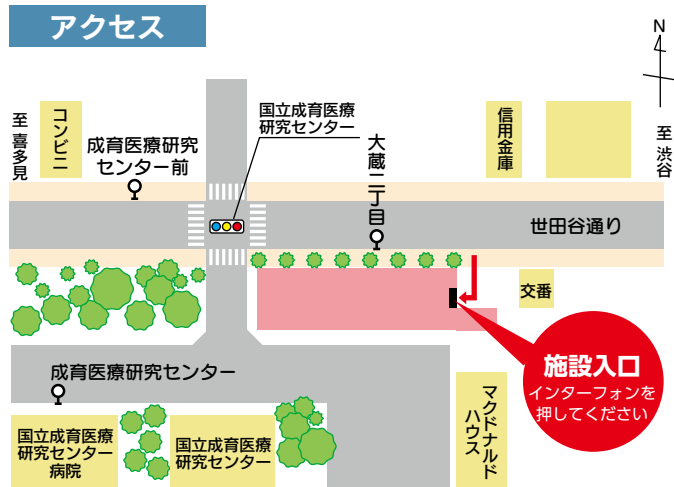 アクセス
N
至 喜多見
コンビニ
成育医療研究
センター前
国立成育医療
研究センター
大蔵二丁目
信用金庫
至 渋谷
世田谷通り
交番
施設入口
インターフォンを
押してください
成育医療研究センター
国立成育医療
研究センター
病院
国立成育医療
研究センター
マクドナルド
ハウス